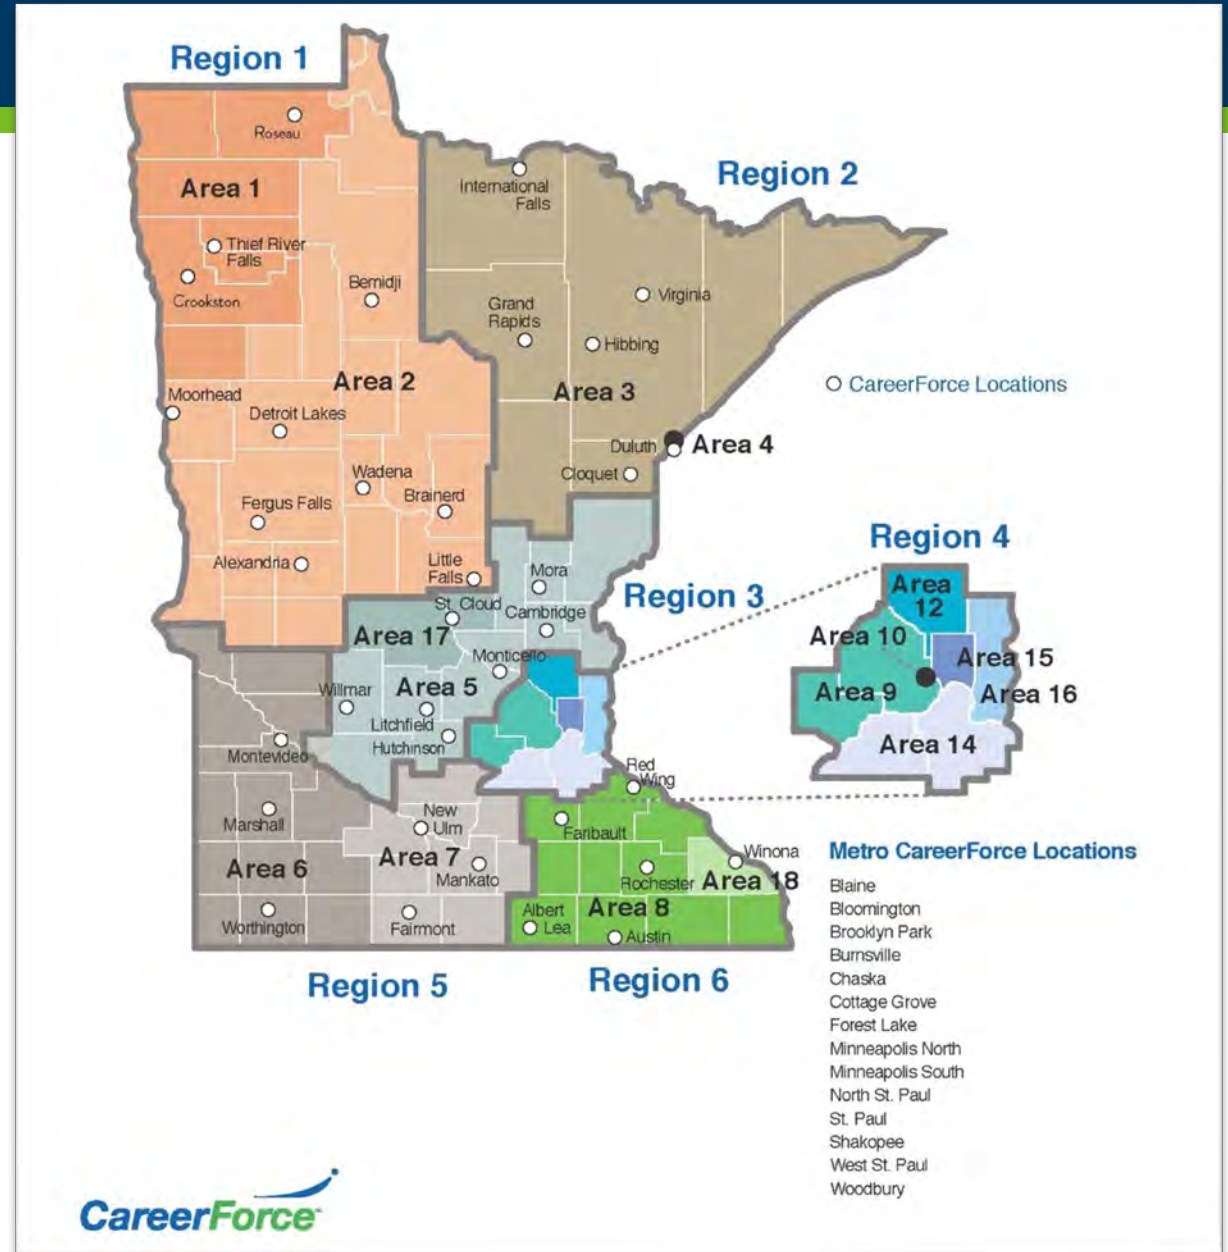 Region 1
Roseau
Area 1
Region 2
International
Falls
Thief River
Falls
Crookston
Bemidji
Virginia
Grand
Rapids
Hibbing
Area 2
Area 3
CareerForce Locations
Moorhead
Detroit Lakes
Duluth
Area 4
Cloquet
Wadena
Brainerd
Fergus Falls
Alexandria
Little
Falls
Region 4
Mora
Region 3
St. Cloud
Cambridge
Area 17
Monticello
Willmar
Area 5
Litchfield
Hutchinson
Montevideo
Area
12
Area 10
Area 15
Area 9
Area 16
Area 14
Red
Wing
Marshall
New
Ulm
Faribault
Area 6
Area 7
Mankato
Winona
Rochester
Area 18
Worthington
Fairmont
Albert
Lea
Area 8
Austin
Region 5
Region 6
Metro CareerForce Locations
Blaine
Bloomington
Brooklyn Park
Burnsville
Chaska
Cottage Grove
Forest Lake
Minneapolis North
Minneapolis South
North St. Paul
St. Paul
Shakopee
West St. Paul
Woodbury
CareerForce